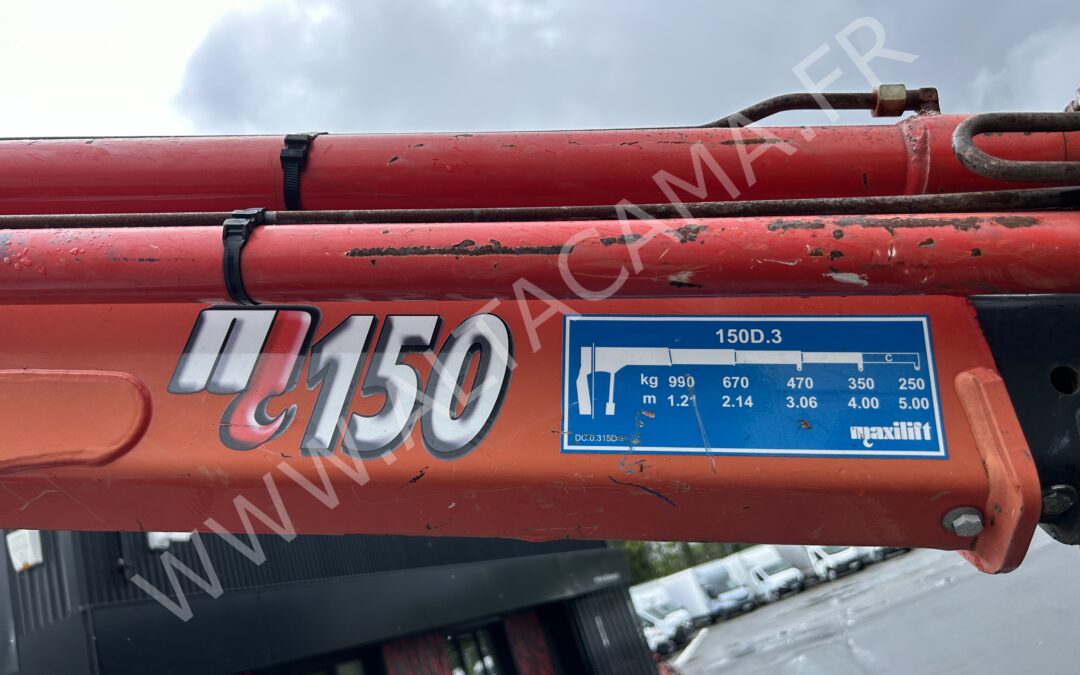 WWW.ALTACAMA.FR
150
150D.3
C
kg 990 670 470 350 250
m 1.21 2.14 3.06 4.00 5.00
DC.0.315D
maxilift